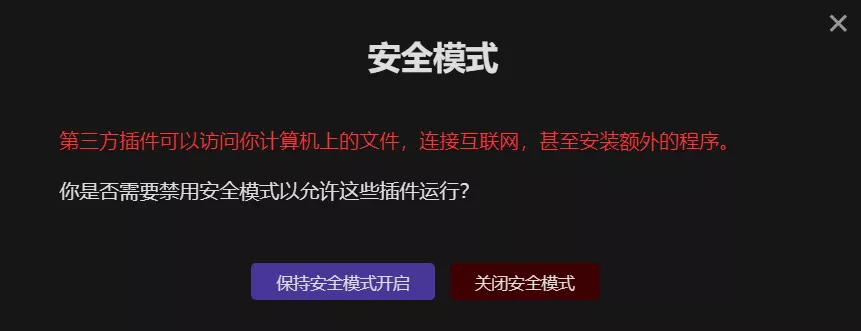 安全模式
第三方插件可以访问你计算机上的文件，连接互联网，甚至安装额外的程序。
你是否需要禁用安全模式以允许这些插件运行？
保持安全模式开启
关闭安全模式